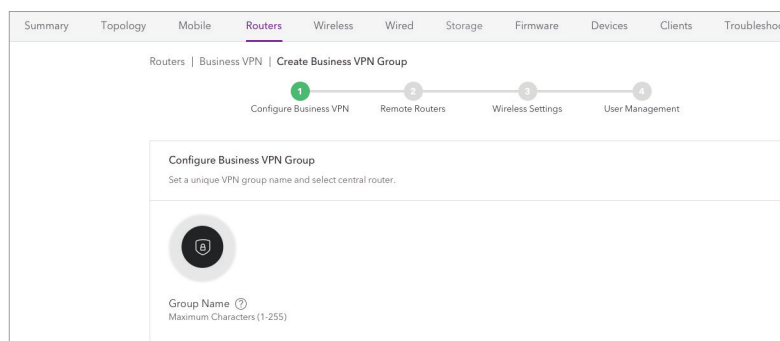 Summary Topology Mobile Routers Wireless Wired Storage Firmware Devices Clients
Routers | Business VPN | Create Business VPN Group
1 2 3 4
Configure Business VPN Remote Routers Wireless Settings User Management
Configure Business VPN Group
Set a unique VPN group name and select central router.
Group Name ?
Maximum Characters (1-255)